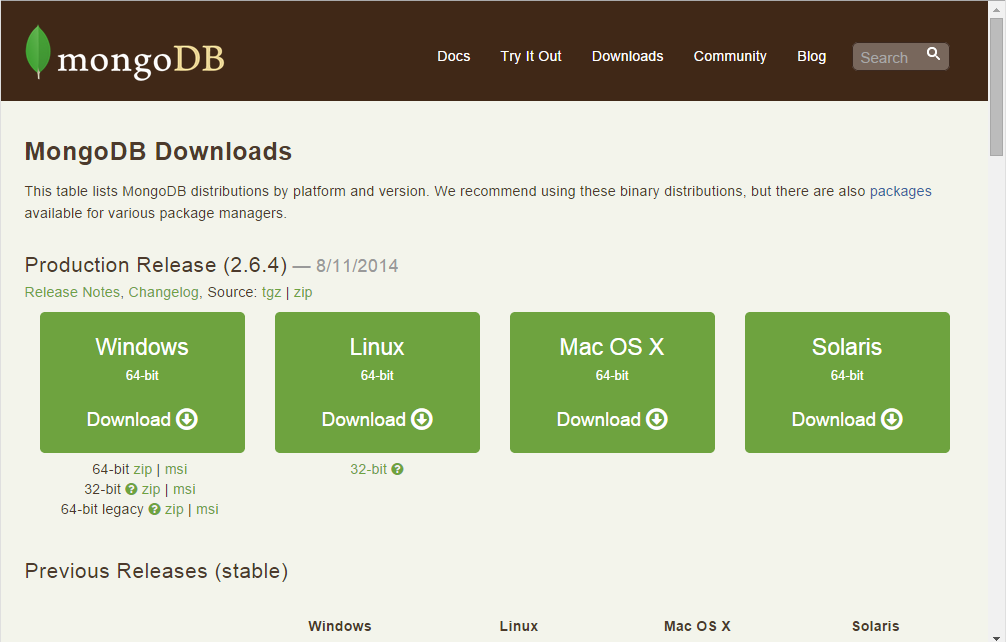 mongoDB
Docs Try It Out Downloads Community Blog Search
MongoDB Downloads
This table lists MongoDB distributions by platform and version. We recommend using these binary distributions, but there are also packages
available for various package managers.
Production Release (2.6.4) — 8/11/2014
Release Notes, Changelog, Source: tgz | zip
Windows Linux Mac OS X Solaris
64-bit 64-bit 64-bit 64-bit
Download Download Download Download
64-bit zip | msi 32-bit ?
32-bit ? zip | msi
64-bit legacy ? zip | msi
Previous Releases (stable)
Windows Linux Mac OS X Solaris